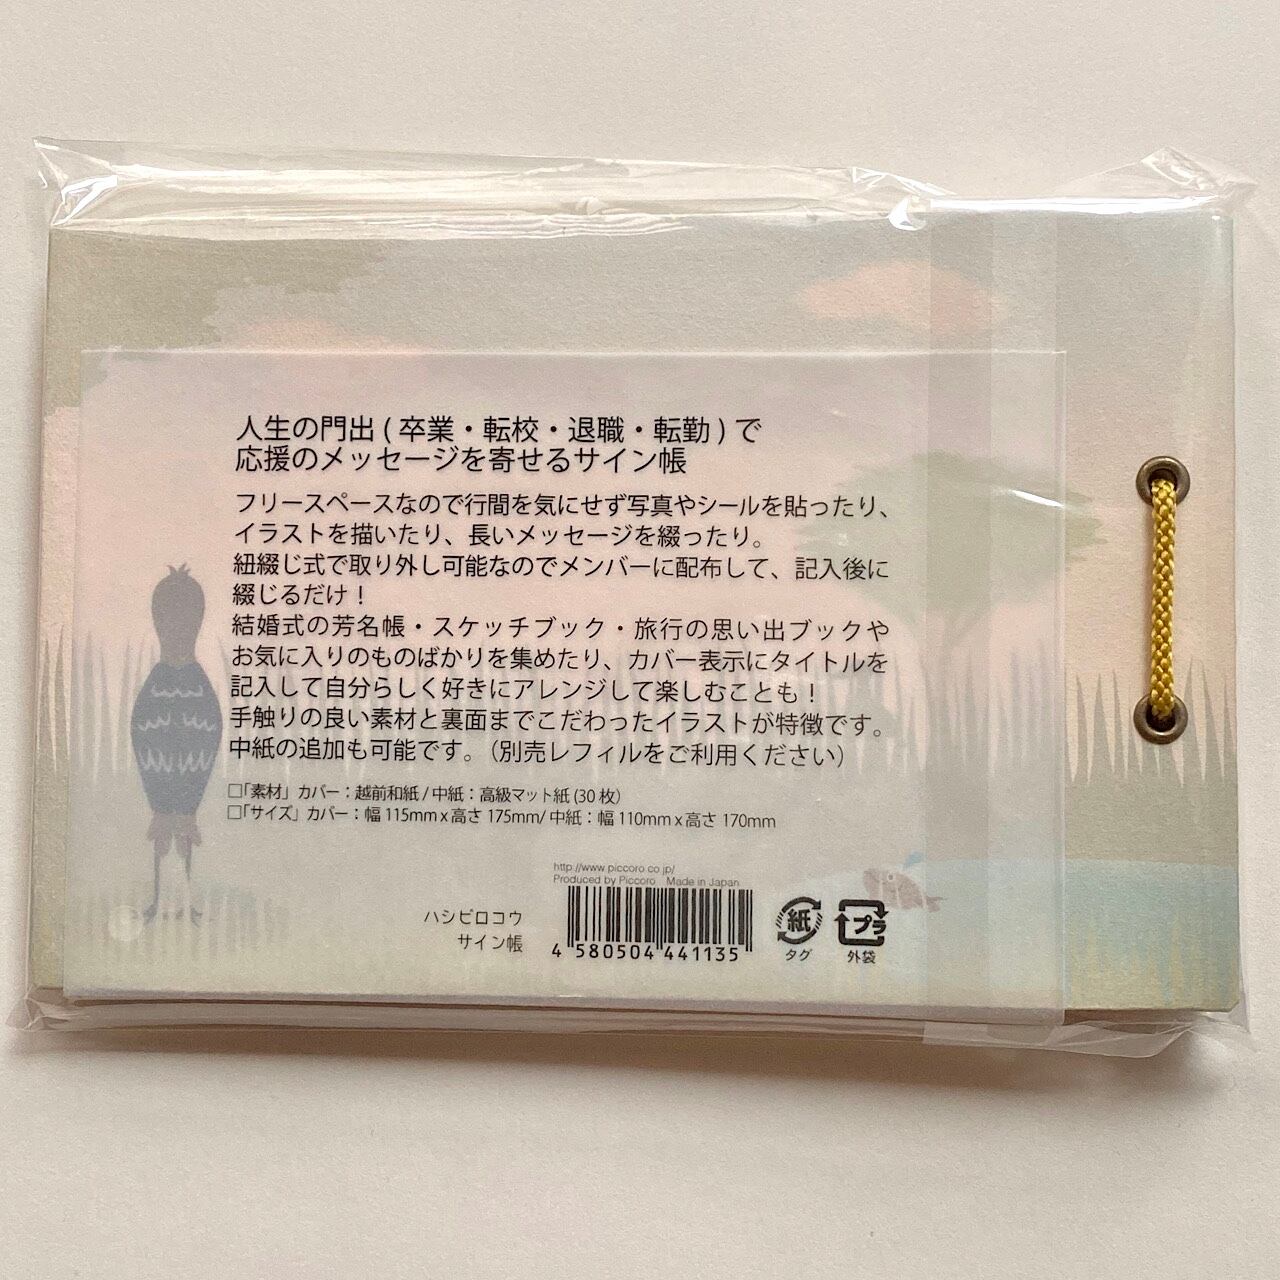 人生の門出 ( 卒業・転校・退職・転勤 ) で
応援のメッセージを寄せるサイン帳
フリースペースなので行間を気にせず写真やシールを貼ったり、
イラストを描いたり、長いメッセージを綴ったり。
紐綴じ式で取り外し可能なのでメンバーに配布して、記入後に
綴じるだけ！
結婚式の芳名帳・スケッチブック・旅行の思い出ブックや
お気に入りのものばかりを集めたり、カバー表示にタイトルを
記入して自分らしく好きにアレンジして楽しむことも！
手触りの良い素材と裏面までこだわったイラストが特徴です。
中紙の追加も可能です。（別売レフィルをご利用ください）
□「素材」カバー：越前和紙 / 中紙：高級マット紙 (30 枚)
□「サイズ」カバー：幅 115mm x 高さ 175mm/ 中紙：幅 110mm x 高さ 170mm
http://www.piccoro.co.jp/
Produced by Piccoro Made in Japan
ハシビロコウ
サイン帳
4 580504 441135
紙
タグ
プラ
外袋